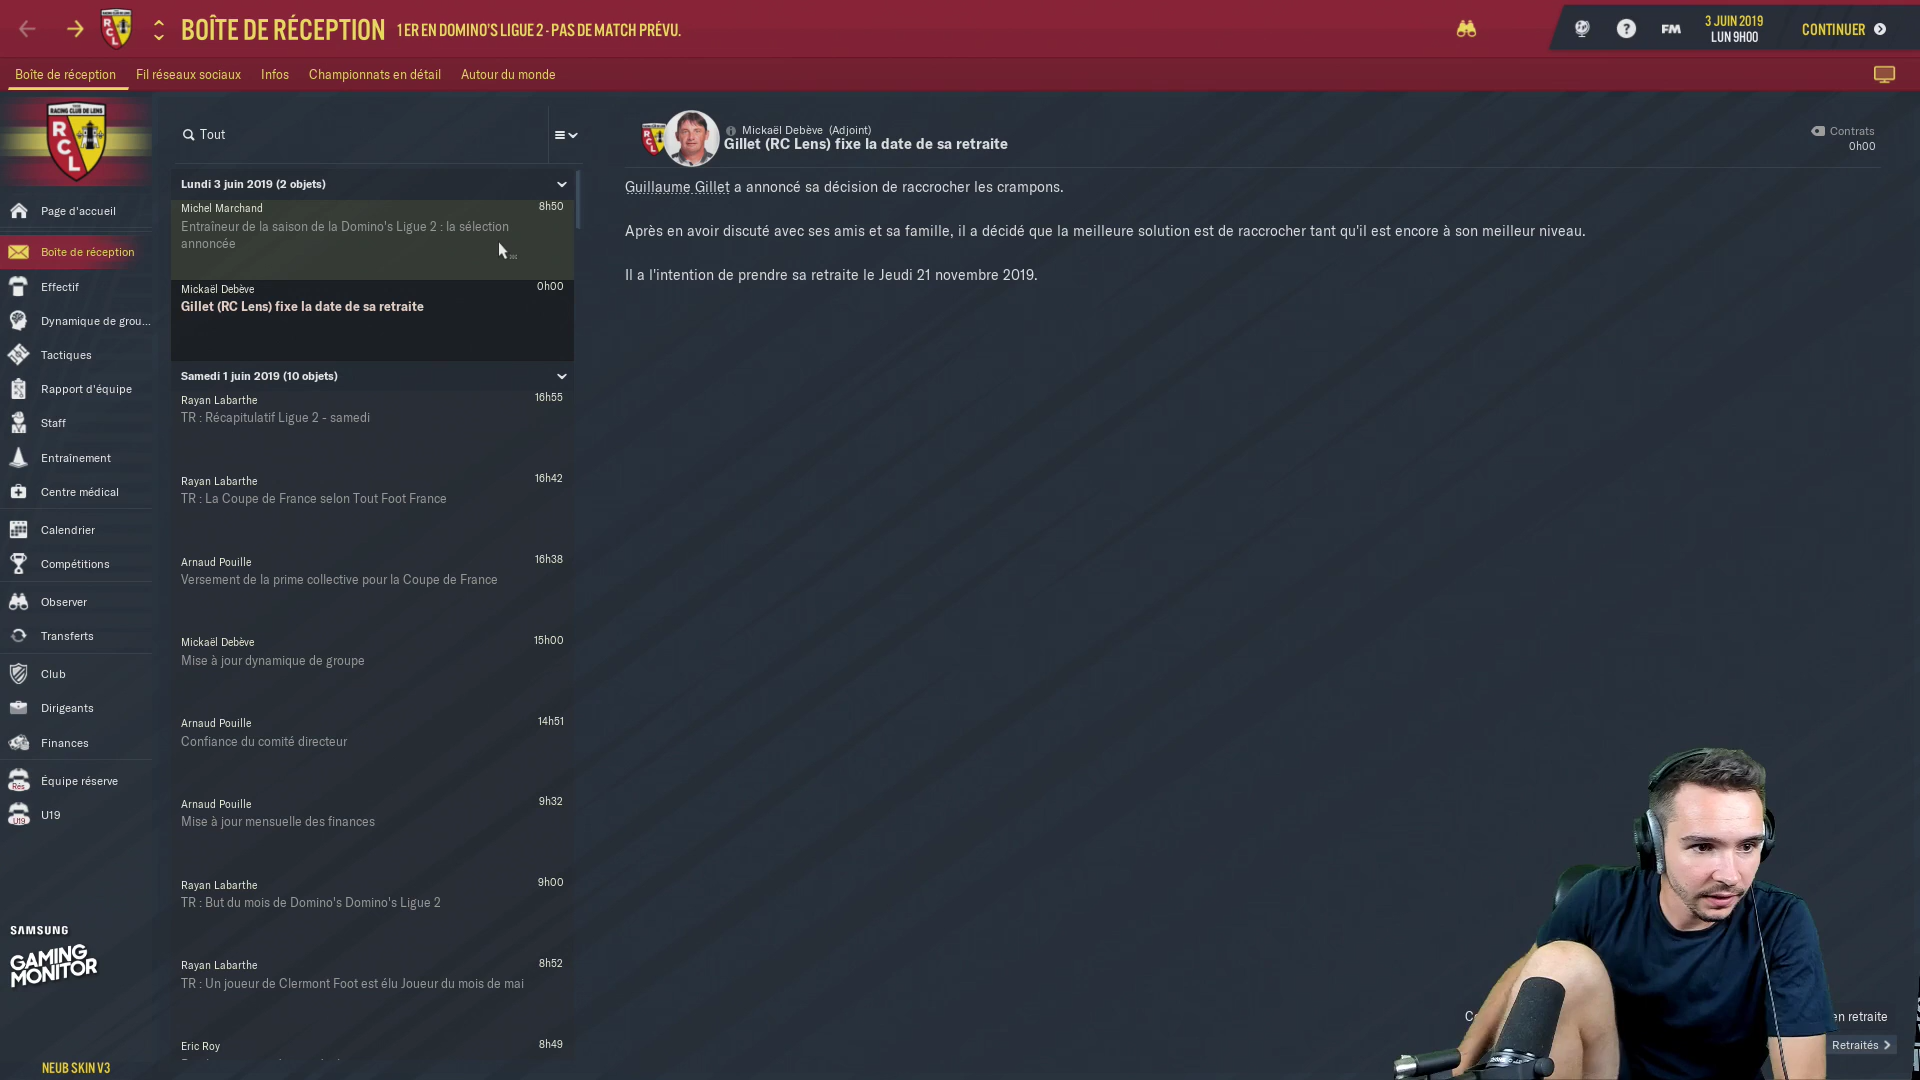 BOÎTE DE RÉCEPTION
1ER EN DOMINO'S LIGUE 2 - PAS DE MATCH PRÉVU.
FM
3 JUIN 2019
LUN 9H00
CONTINUER
Boîte de réception
Fil réseaux sociaux
Infos
Championnats en détail
Autour du monde
RACING CLUB DE LENS
RCL
Page d'accueil
Boîte de réception
Effectif
Dynamique de grou...
Tactiques
Rapport d'équipe
Staff
Entraînement
Centre médical
Calendrier
Compétitions
Observer
Transferts
Club
Dirigeants
Finances
Rés
Équipe réserve
U19
U19
SAMSUNG
GAMING
MONITOR
NEUB SKIN V3
Tout
Lundi 3 juin 2019 (2 objets)
Michel Marchand
8h50
Entraîneur de la saison de la Domino's Ligue 2 : la sélection
annoncée
Mickaël Debève
0h00
Gillet (RC Lens) fixe la date de sa retraite
Samedi 1 juin 2019 (10 objets)
Rayan Labarthe
16h55
TR : Récapitulatif Ligue 2 - samedi
Rayan Labarthe
16h42
TR : La Coupe de France selon Tout Foot France
Arnaud Pouille
16h38
Versement de la prime collective pour la Coupe de France
Mickaël Debève
15h00
Mise à jour dynamique de groupe
Arnaud Pouille
14h51
Confiance du comité directeur
Arnaud Pouille
9h32
Mise à jour mensuelle des finances
Rayan Labarthe
9h00
TR : But du mois de Domino's Domino's Ligue 2
Rayan Labarthe
8h52
TR : Un joueur de Clermont Foot est élu Joueur du mois de mai
Eric Roy
8h49
Mickaël Debève (Adjoint)
Gillet (RC Lens) fixe la date de sa retraite
Contrats
0h00
Guillaume Gillet a annoncé sa décision de raccrocher les crampons.
Après en avoir discuté avec ses amis et sa famille, il a décidé que la meilleure solution est de raccrocher tant qu'il est encore à son meilleur niveau.
Il a l'intention de prendre sa retraite le Jeudi 21 novembre 2019.
en retraite
Retraités